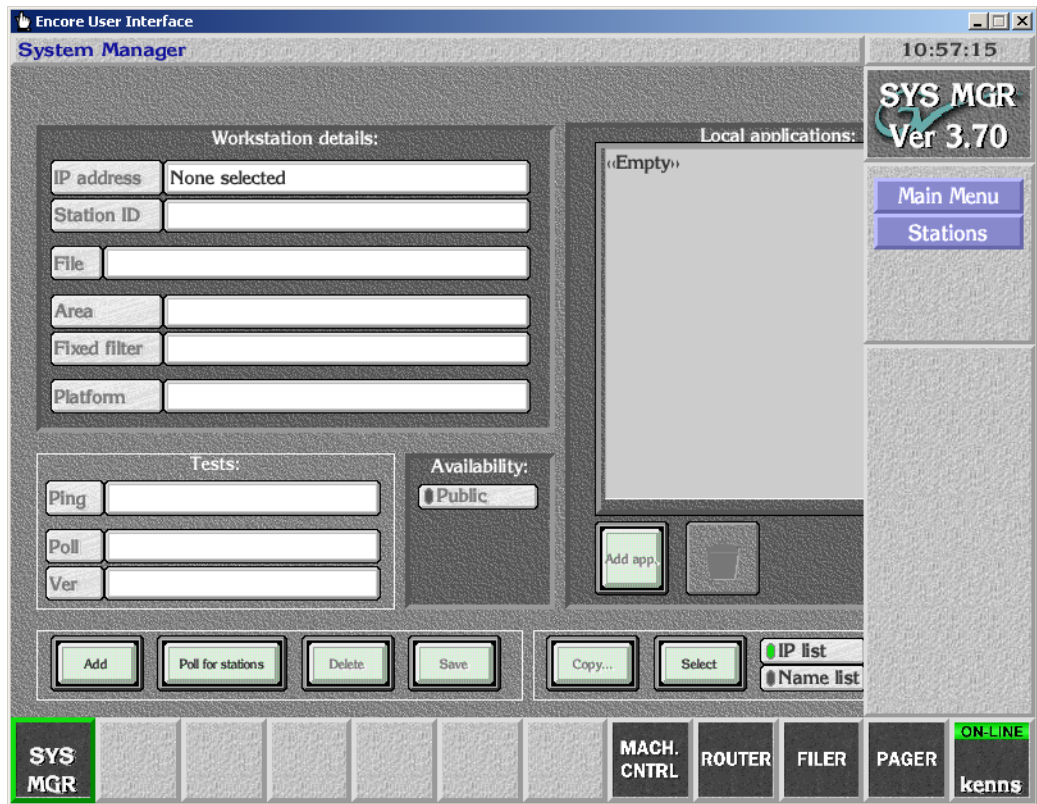 Encore User Interface
System Manager
10:57:15
SYS MGR
Ver 3.70
Main Menu
Stations
Workstation details:
IP address None selected
Station ID
File
Area
Fixed filter
Platform
Local applications:
‹‹Empty››
Tests:
Ping
Poll
Ver
Availability:
Public
Add app.
Add
Poll for stations
Delete
Save
Copy...
Select
IP list
Name list
SYS
MGR
MACH.
CNTRL
ROUTER
FILER
PAGER
ON-LINE
kenns